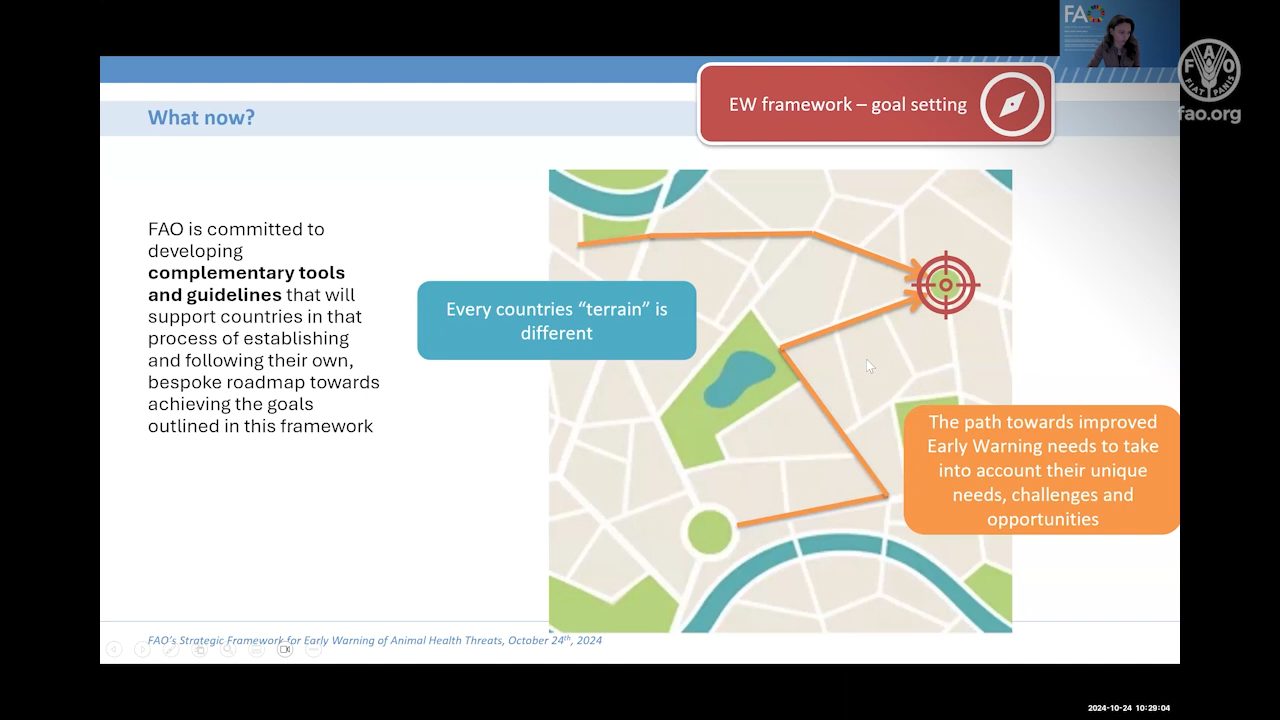 FAO
FAO
FIAT PANIS
fao.org
EW framework – goal setting
What now?
FAO is committed to
developing
complementary tools
and guidelines that will
support countries in that
process of establishing
and following their own,
bespoke roadmap towards
achieving the goals
outlined in this framework
Every countries “terrain” is
different
The path towards improved
Early Warning needs to take
into account their unique
needs, challenges and
opportunities
FAO’s Strategic Framework for Early Warning of Animal Health Threats, October 24th, 2024
2024-10-24 10:29:04